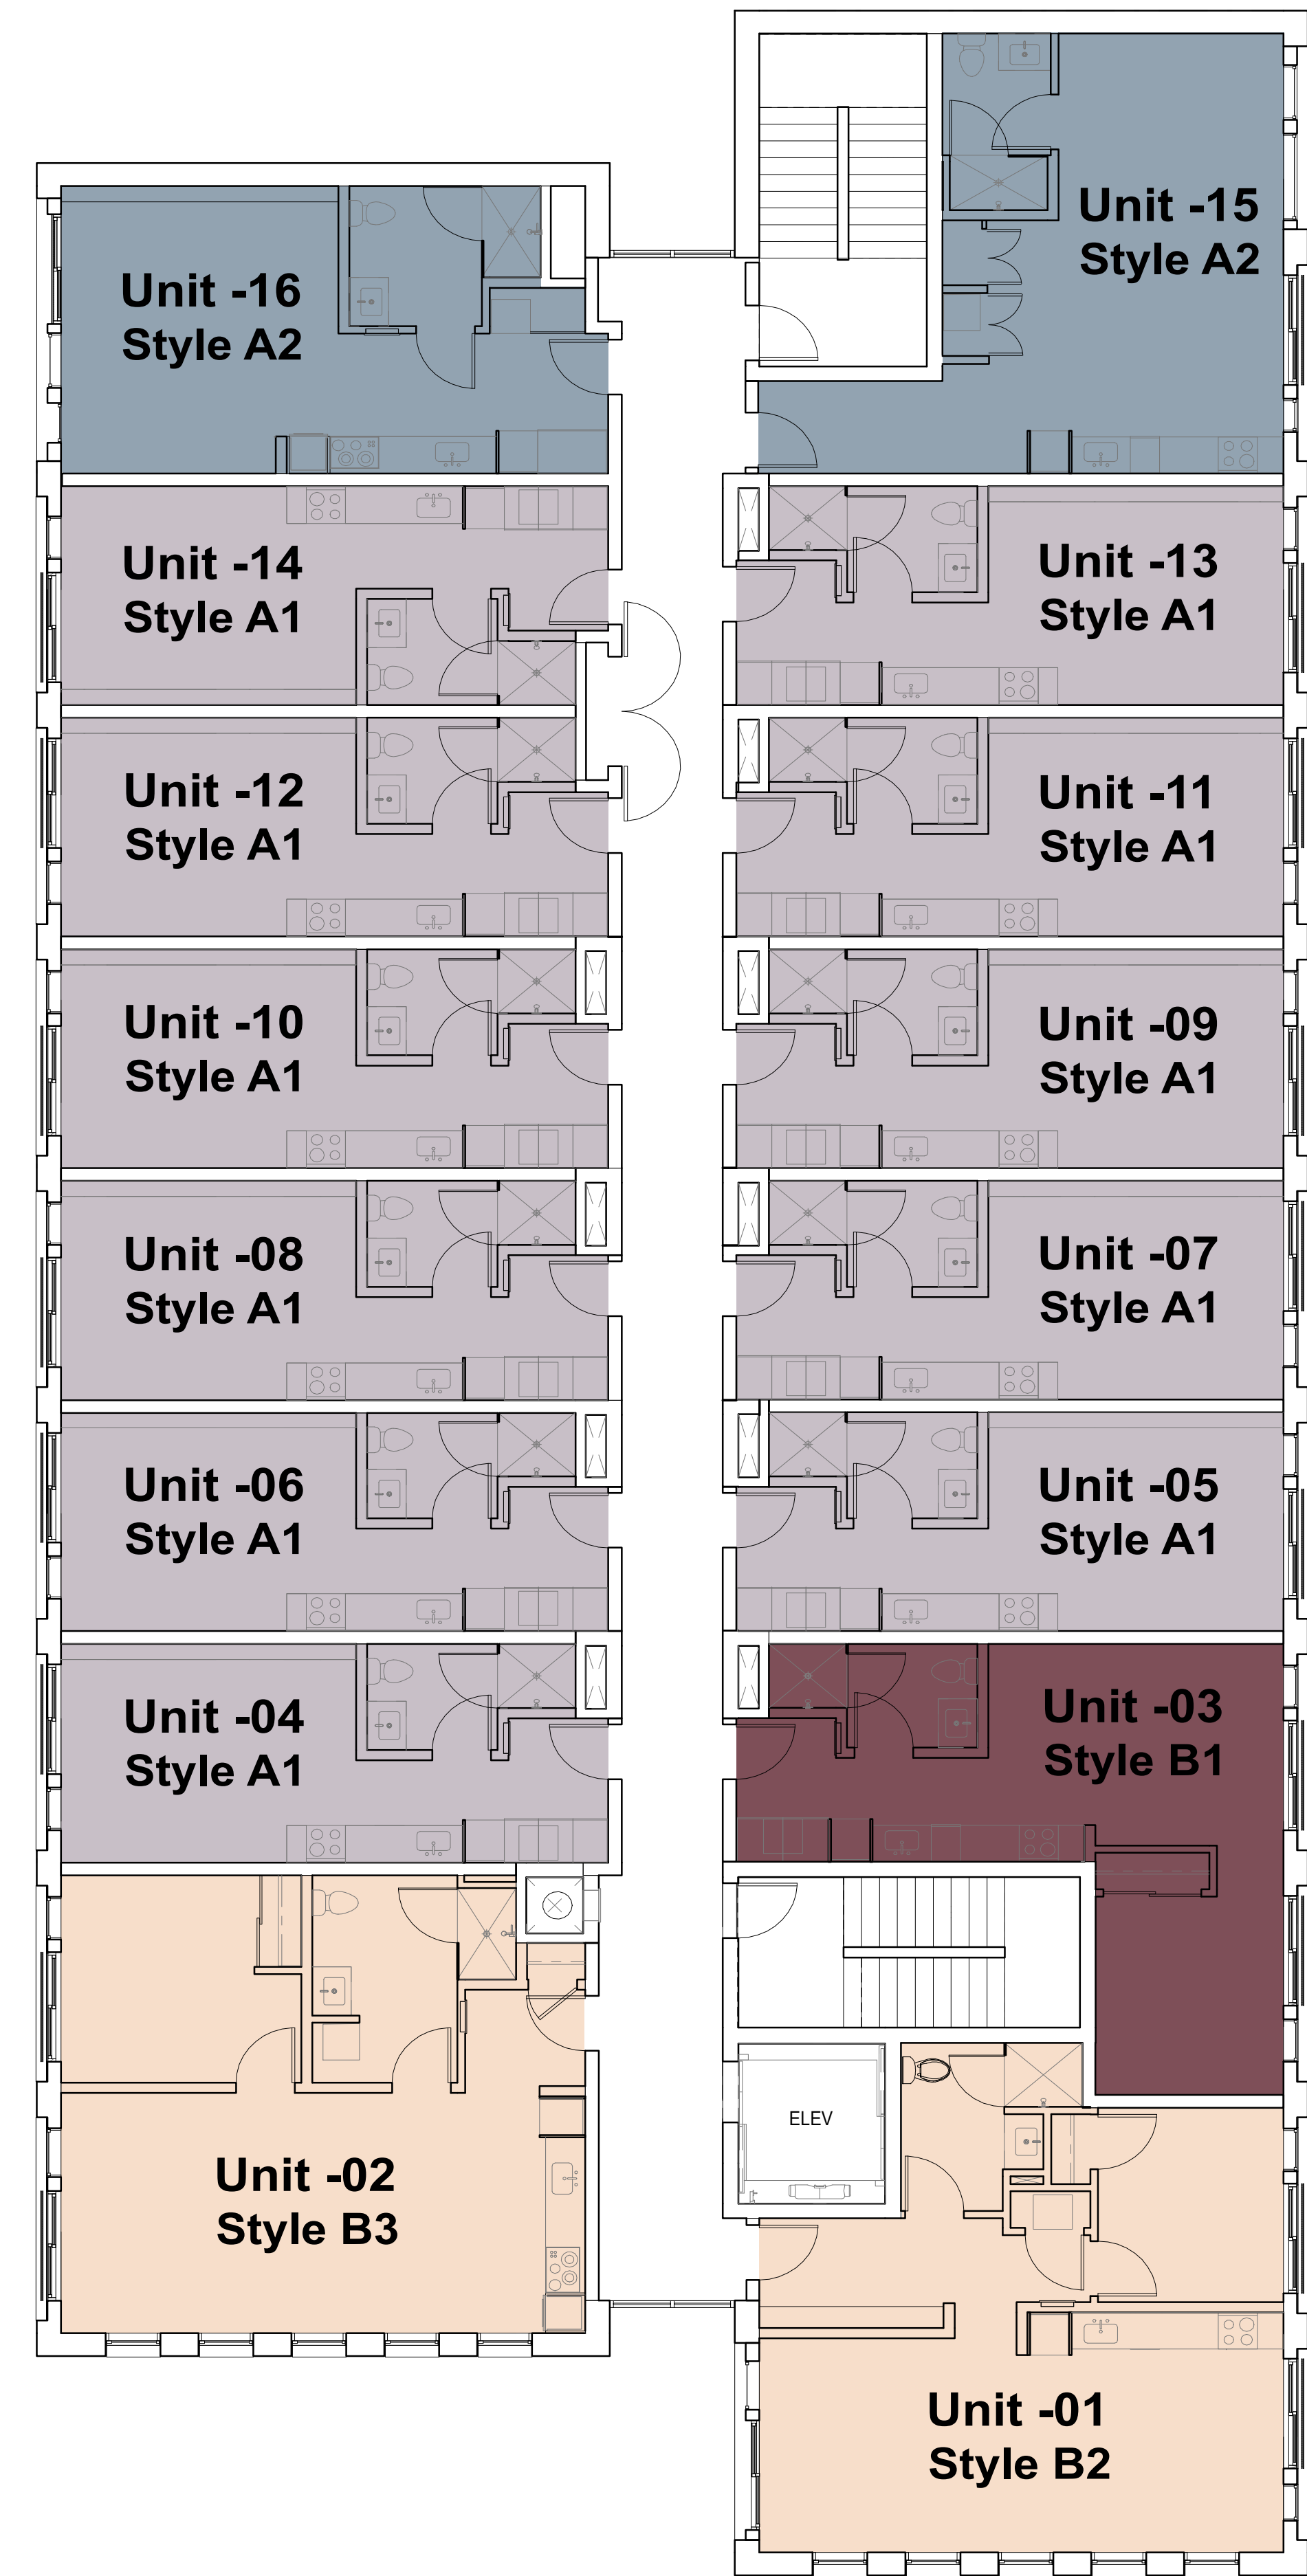 Unit -15
Style A2
Unit -16
Style A2
Unit -14
Style A1
Unit -13
Style A1
Unit -12
Style A1
Unit -11
Style A1
Unit -10
Style A1
Unit -09
Style A1
Unit -08
Style A1
Unit -07
Style A1
Unit -06
Style A1
Unit -05
Style A1
Unit -04
Style A1
Unit -03
Style B1
ELEV
Unit -02
Style B3
Unit -01
Style B2